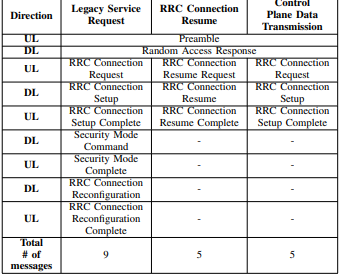 Direction Legacy Service Request RRC Connection Resume Control Plane Data Transmission
UL Preamble
DL Random Access Response
UL RRC Connection Request RRC Connection Resume Request RRC Connection Request
DL RRC Connection Setup RRC Connection Resume RRC Connection Setup
UL RRC Connection Setup Complete RRC Connection Resume Complete RRC Connection Setup Complete
DL Security Mode Command - -
UL Security Mode Complete - -
DL RRC Connection Reconfiguration - -
UL RRC Connection Reconfiguration Complete - -
Total # of messages 9 5 5